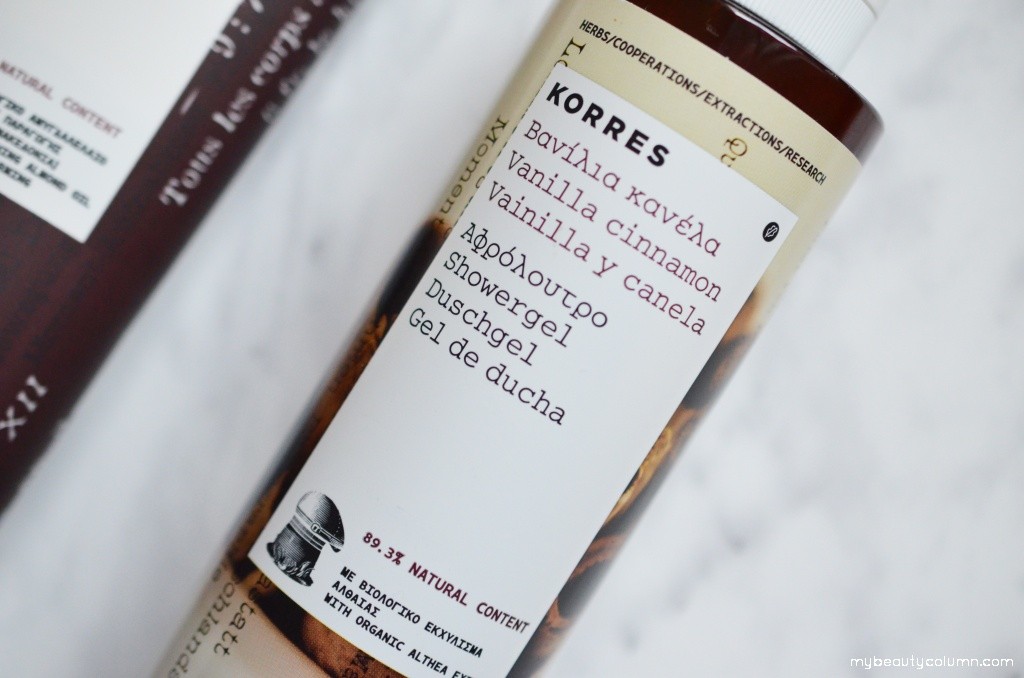 HERBS/COOPERATIONS/EXTRACTIONS/RESEARCH
KORRES
Βανίλια κανέλα
Vanilla cinnamon
Vainilla y canela
Αφρόλουτρο
Showergel
Duschgel
Gel de ducha
89.3% NATURAL CONTENT
ΜΕ ΒΙΟΛΟΓΙΚΟ ΕΚΧΥΛΙΣΜΑ
ΑΛΘΑΙΑΣ
WITH ORGANIC ALTHEA
NATURAL CONTENT
ALMOND OIL
Tous les corps
XII
mybeautycolumn.com